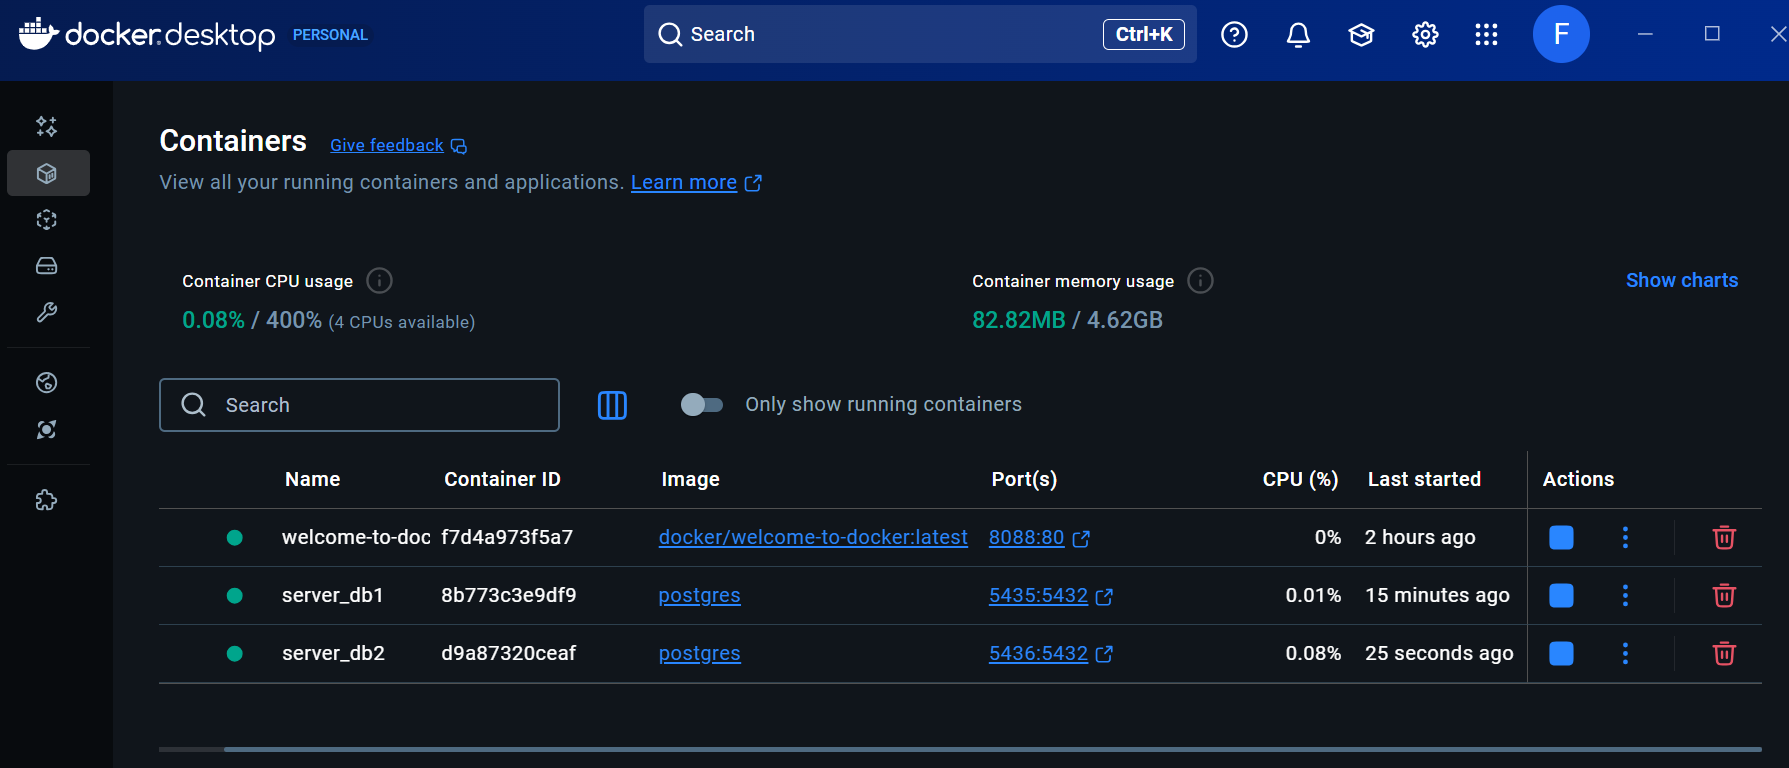 docker.desktop PERSONAL Search Ctrl+K F
Containers Give feedback
View all your running containers and applications. Learn more
Container CPU usage Container memory usage Show charts
0.08% / 400% (4 CPUs available) 82.82MB / 4.62GB
Search Only show running containers
Name Container ID Image Port(s) CPU (%) Last started Actions
welcome-to-doc f7d4a973f5a7 docker/welcome-to-docker:latest 8088:80 0% 2 hours ago
server_db1 8b773c3e9df9 postgres 5435:5432 0.01% 15 minutes ago
server_db2 d9a87320ceaf postgres 5436:5432 0.08% 25 seconds ago